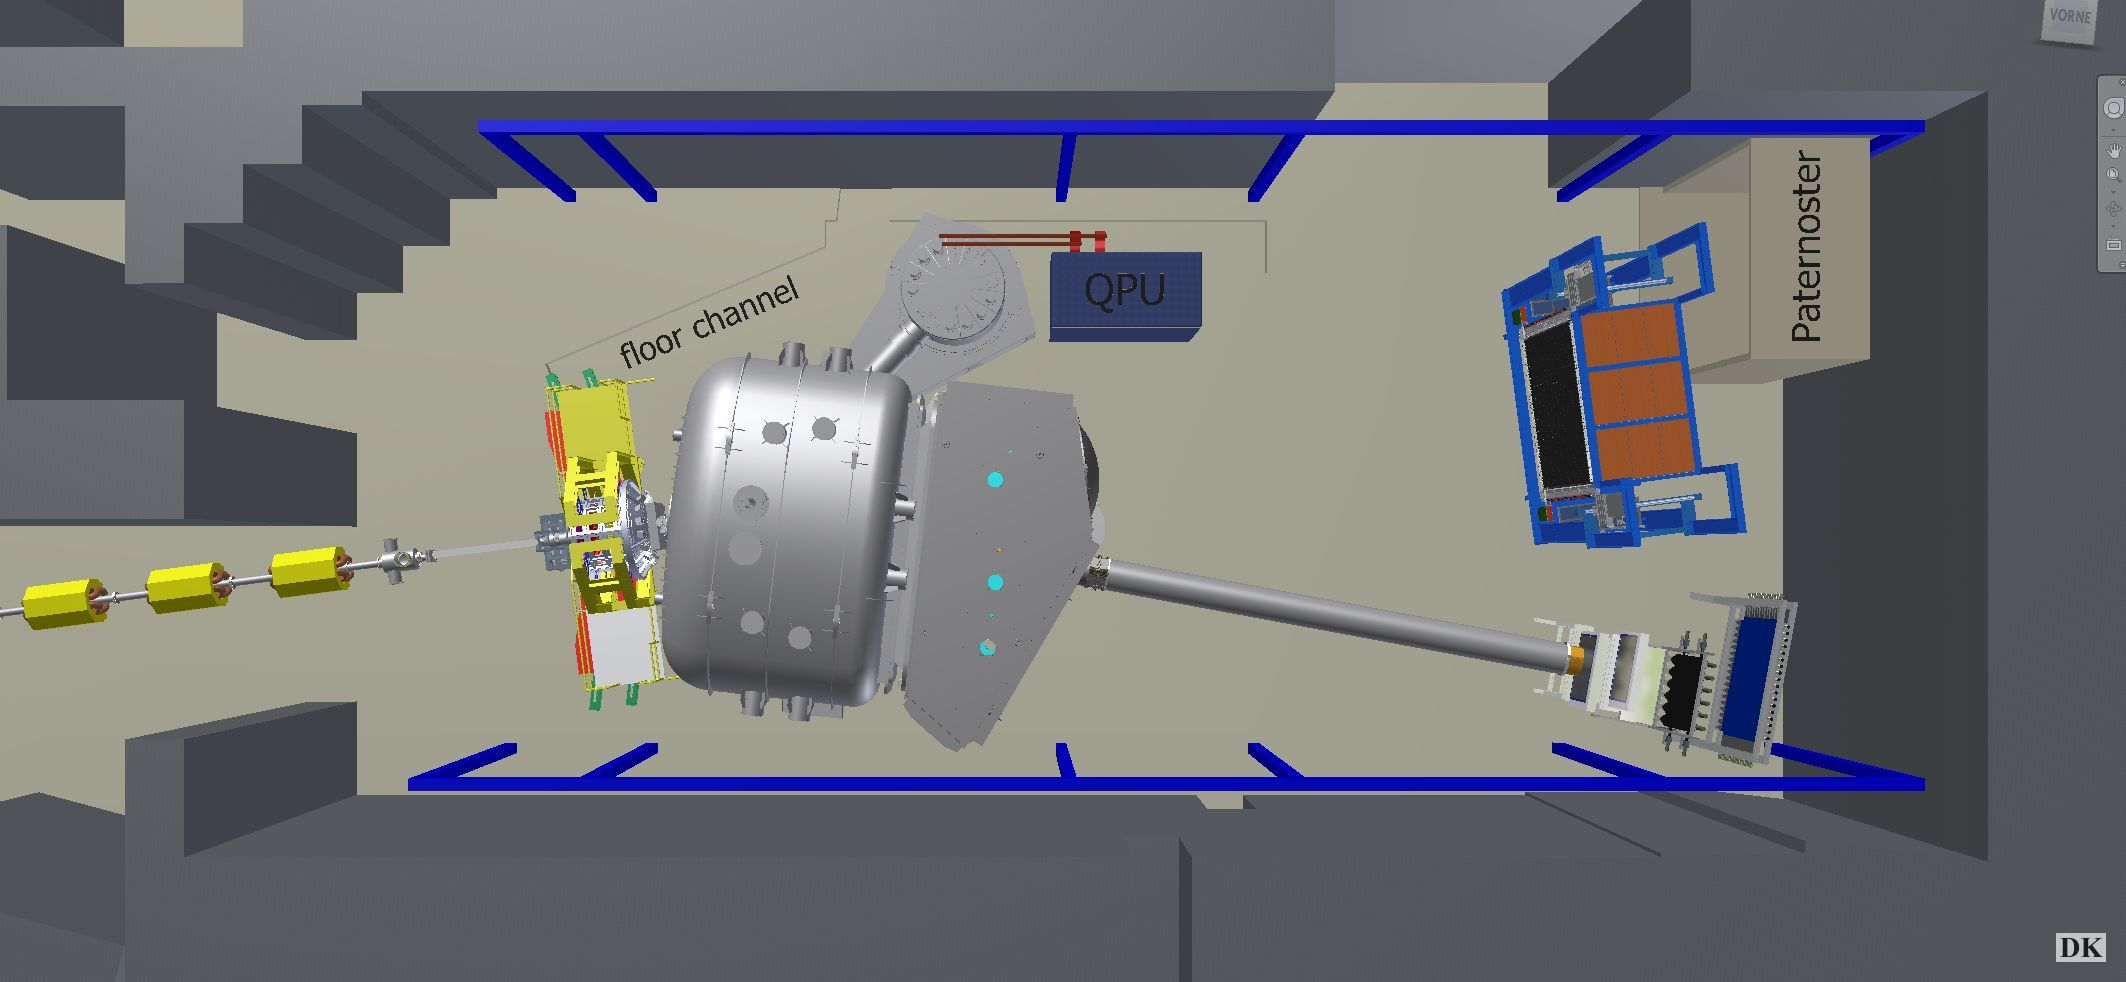 VORNE
Paternoster
QPU
floor channel
DK